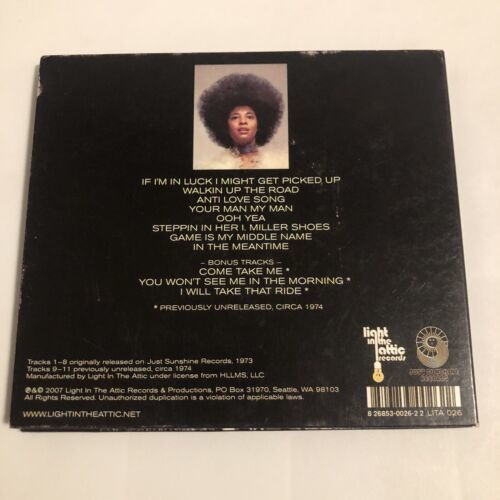 IF I'M IN LUCK I MIGHT GET PICKED UP
WALKIN UP THE ROAD
ANTI LOVE SONG
YOUR MAN MY MAN
OOH YEA
STEPPIN IN HER I. MILLER SHOES
GAME IS MY MIDDLE NAME
IN THE MEANTIME
– BONUS TRACKS –
COME TAKE ME *
YOU WON'T SEE ME IN THE MORNING *
I WILL TAKE THAT RIDE *
* PREVIOUSLY UNRELEASED, CIRCA 1974
light
in the
attic
records
JUST SUNSHINE
RECORDS
Tracks 1–8 originally released on Just Sunshine Records, 1973
Tracks 9–11 previously unreleased, circa 1974
Manufactured by Light In The Attic under license from HLLMS, LLC
℗©2007 Light In The Attic Records & Productions, PO Box 31970, Seattle, WA 98103
All Rights Reserved. Unauthorized duplication is a violation of applicable laws.
WWW.LIGHTINTHEATTIC.NET
8 26853-0026-2 2
LITA 026